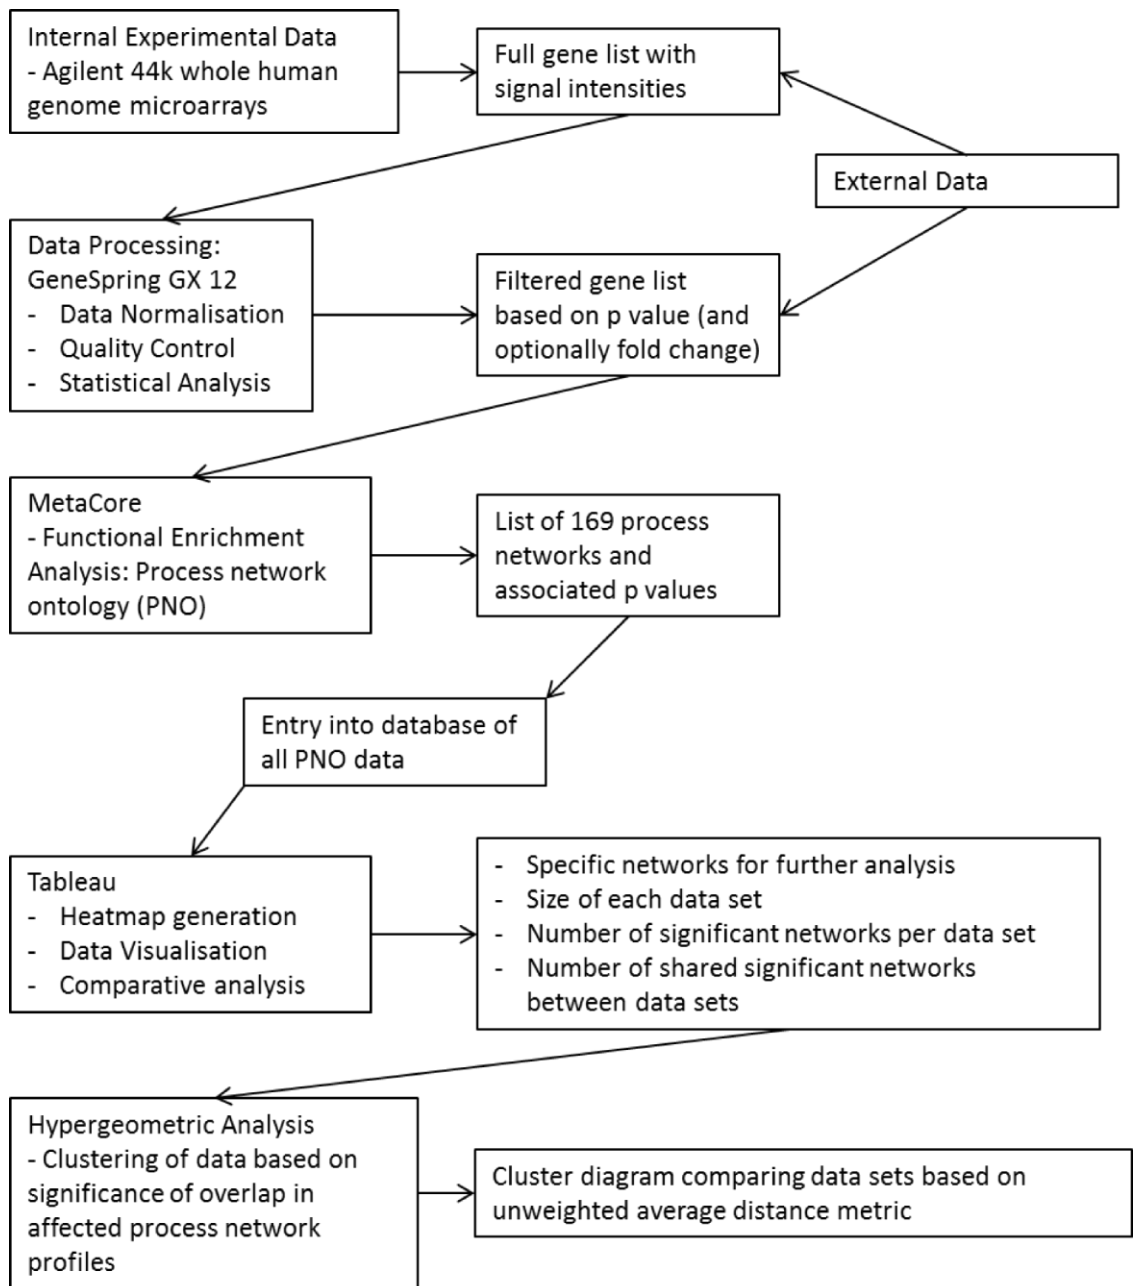 Internal Experimental Data
- Agilent 44k whole human
genome microarrays
Full gene list with
signal intensities
External Data
Data Processing:
GeneSpring GX 12
- Data Normalisation
- Quality Control
- Statistical Analysis
Filtered gene list
based on p value (and
optionally fold change)
MetaCore
- Functional Enrichment
Analysis: Process network
ontology (PNO)
List of 169 process
networks and
associated p values
Entry into database of
all PNO data
Tableau
- Heatmap generation
- Data Visualisation
- Comparative analysis
- Specific networks for further analysis
- Size of each data set
- Number of significant networks per data set
- Number of shared significant networks
between data sets
Hypergeometric Analysis
- Clustering of data based on
significance of overlap in
affected process network
profiles
Cluster diagram comparing data sets based on
unweighted average distance metric